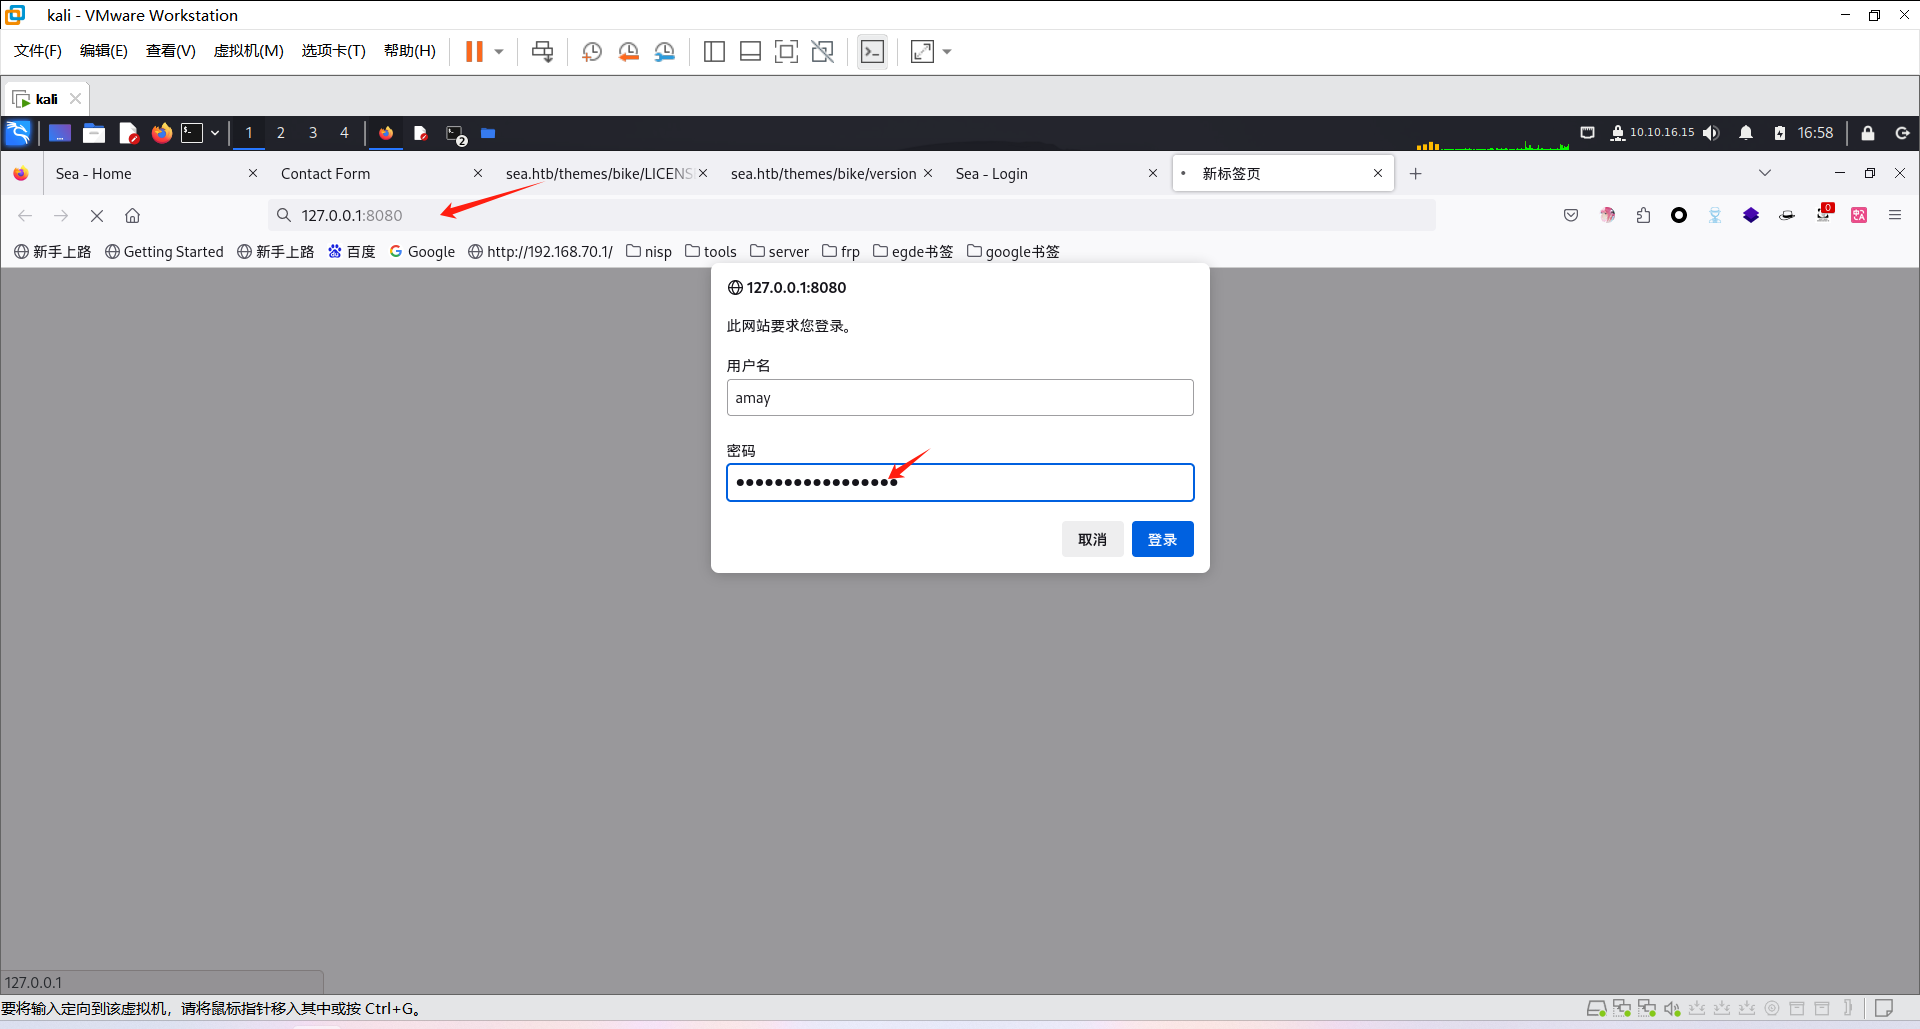 kali - VMware Workstation
文件(F) 编辑(E) 查看(V) 虚拟机(M) 选项卡(T) 帮助(H)
kali
1 2 3 4 2 10.10.16.15 16:58
Sea - Home Contact Form sea.htb/themes/bike/LICENS sea.htb/themes/bike/version Sea - Login 新标签页
127.0.0.1:8080 0
新手上路 Getting Started 新手上路 百度 Google http://192.168.70.1/ nisp tools server frp egde书签 google书签
127.0.0.1:8080
此网站要求您登录。
用户名
amay
密码
•••••••••••••••••
取消 登录
127.0.0.1
要将输入定向到该虚拟机，请将鼠标指针移入其中或按 Ctrl+G。